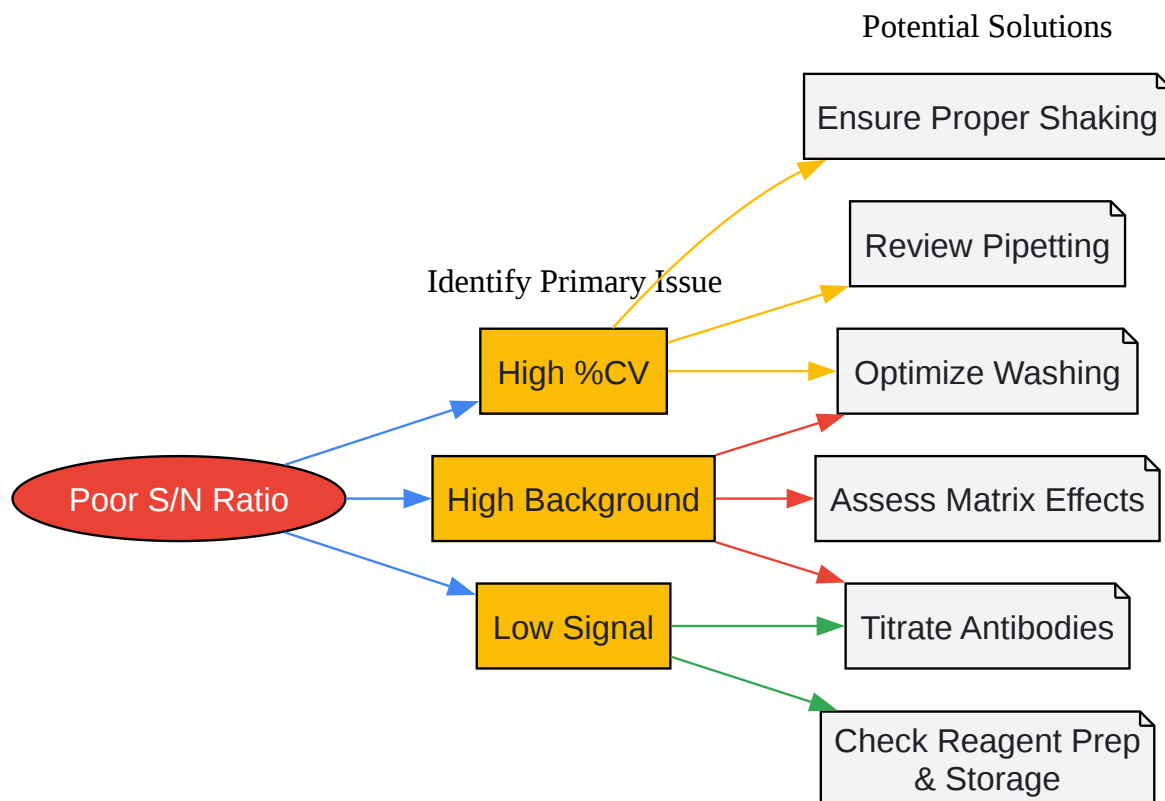 Potential Solutions
Ensure Proper Shaking
Review Pipetting
Identify Primary Issue
High %CV
Optimize Washing
Poor S/N Ratio
High Background
Assess Matrix Effects
Low Signal
Titrate Antibodies
Check Reagent Prep
& Storage